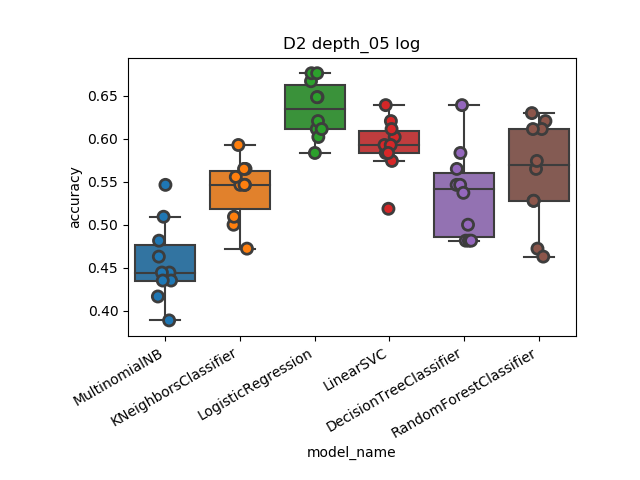 D2 depth_05 log
accuracy
0.65
0.60
0.55
0.50
0.45
0.40
MultinomialNB
KNeighborsClassifier
LogisticRegression
LinearSVC
DecisionTreeClassifier
RandomForestClassifier
model_name